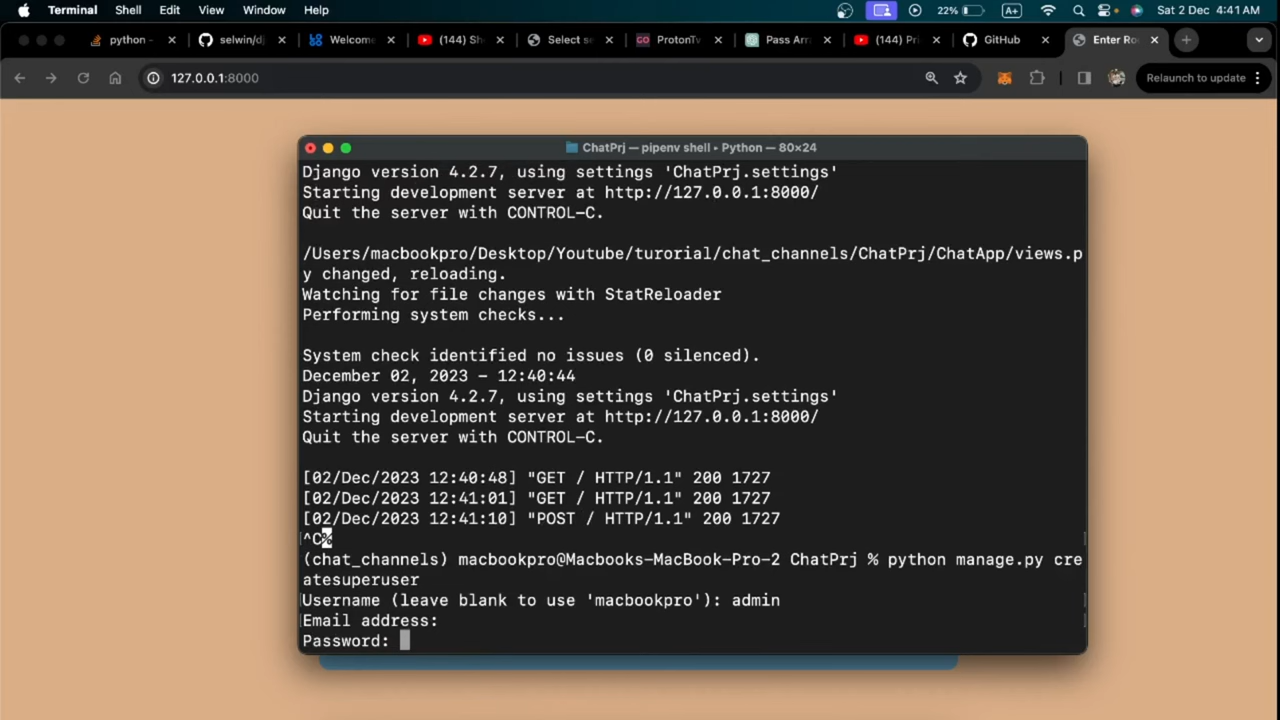 Terminal Shell Edit View Window Help 22% A+ Sat 2 Dec 4:41 AM
python - selwin/dj Welcome (144) Sh Select se ProtonTv Pass Arra (144) Pri GitHub Enter Ro
127.0.0.1:8000 Relaunch to update
ChatPrj — pipenv shell • Python — 80×24
Django version 4.2.7, using settings 'ChatPrj.settings'
Starting development server at http://127.0.0.1:8000/
Quit the server with CONTROL-C.
/Users/macbookpro/Desktop/Youtube/turorial/chat_channels/ChatPrj/ChatApp/views.p
y changed, reloading.
Watching for file changes with StatReloader
Performing system checks...
System check identified no issues (0 silenced).
December 02, 2023 - 12:40:44
Django version 4.2.7, using settings 'ChatPrj.settings'
Starting development server at http://127.0.0.1:8000/
Quit the server with CONTROL-C.
[02/Dec/2023 12:40:48] "GET / HTTP/1.1" 200 1727
[02/Dec/2023 12:41:01] "GET / HTTP/1.1" 200 1727
[02/Dec/2023 12:41:10] "POST / HTTP/1.1" 200 1727
^C%
(chat_channels) macbookpro@Macbooks-MacBook-Pro-2 ChatPrj % python manage.py cre
atesuperuser
Username (leave blank to use 'macbookpro'): admin
Email address:
Password: